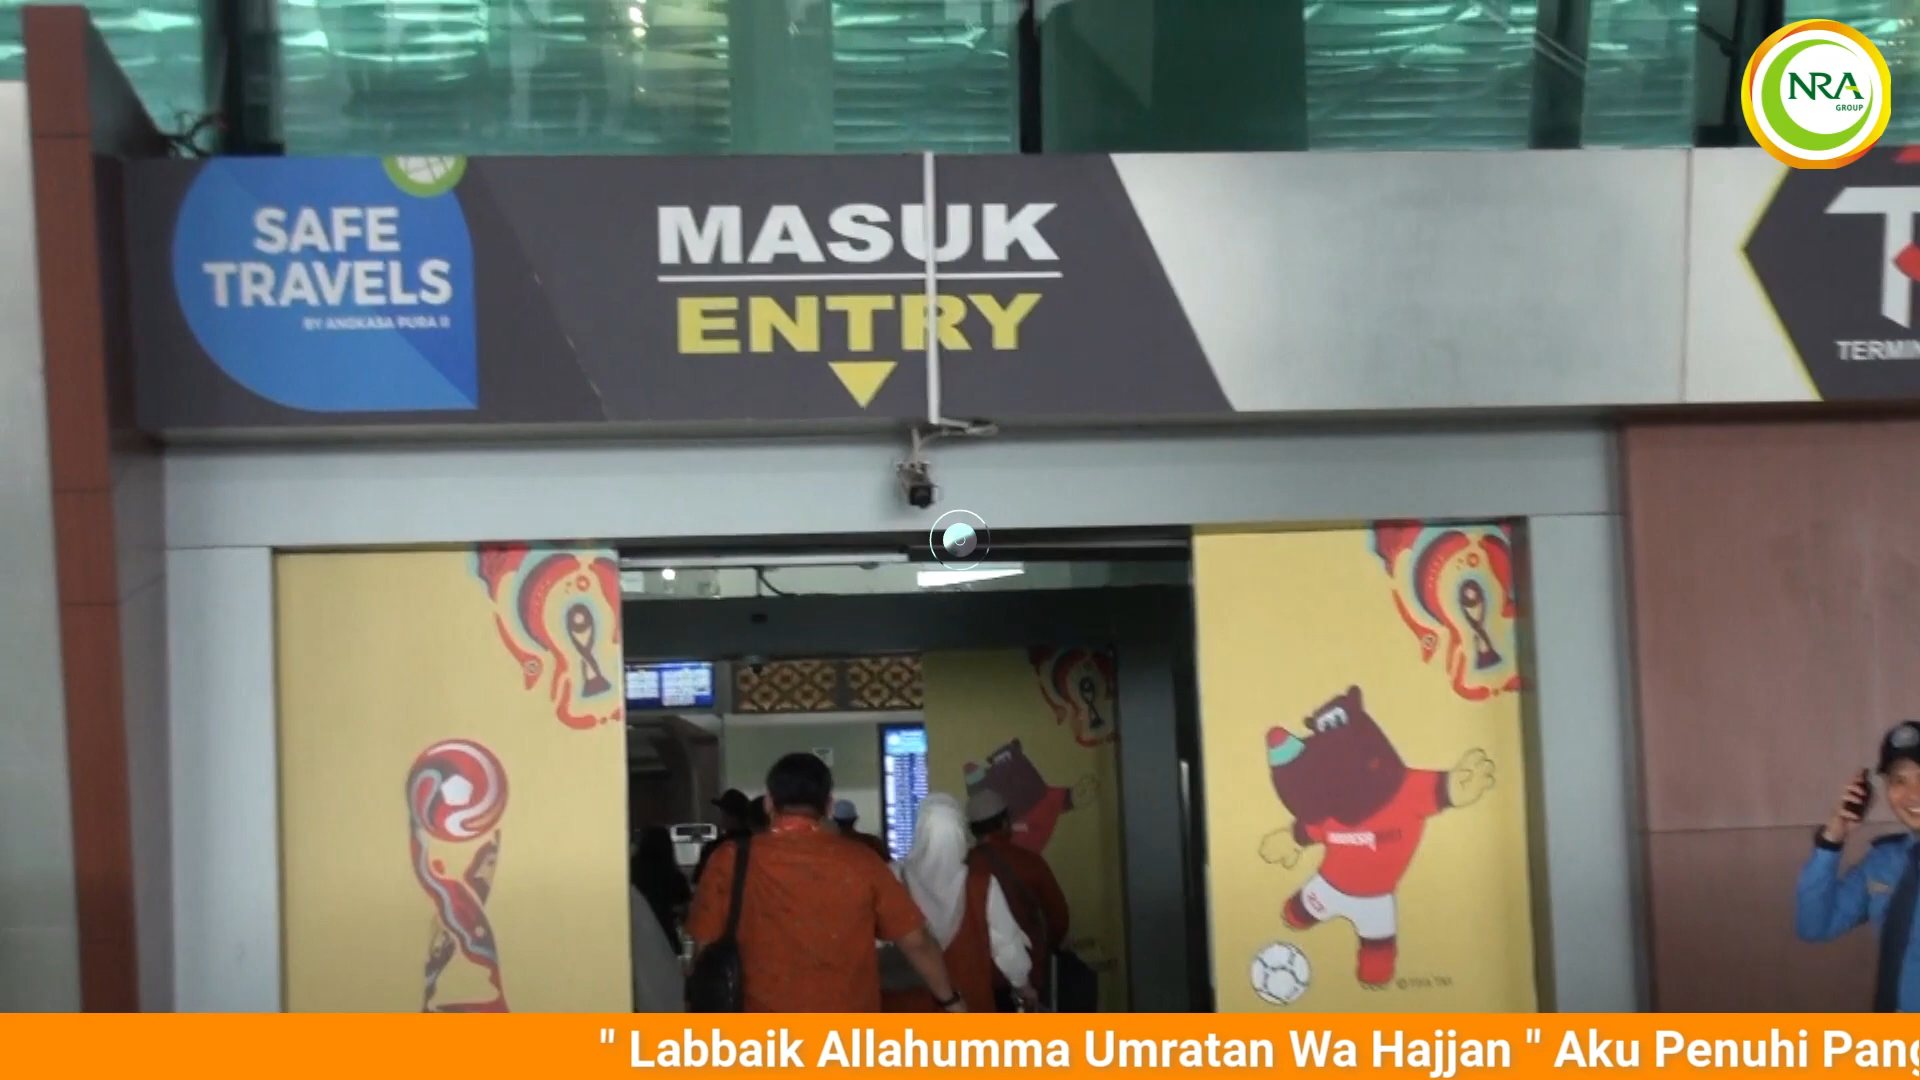 NRA
GROUP
SAFE
TRAVELS
BY ANGKASA PURA II
MASUK
ENTRY
TERMIN
" Labbaik Allahumma Umratan Wa Hajjan " Aku Penuhi Pang